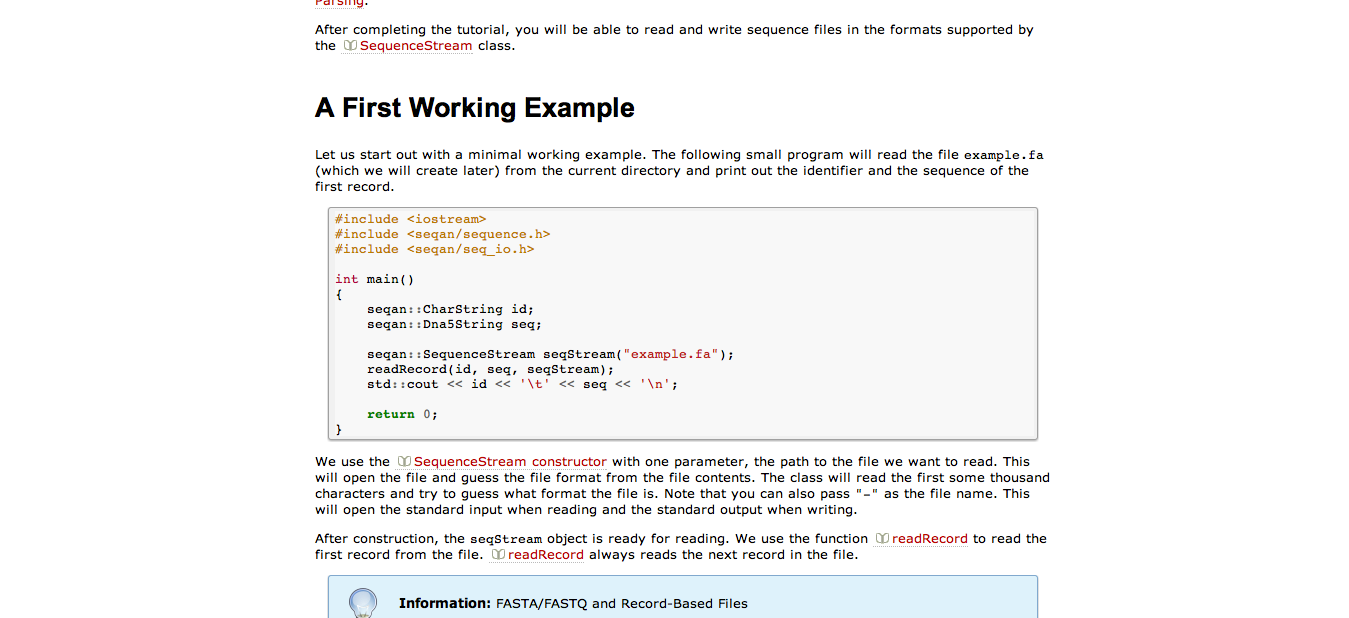 Parsing.
After completing the tutorial, you will be able to read and write sequence files in the formats supported by
the SequenceStream class.
A First Working Example
Let us start out with a minimal working example. The following small program will read the file example.fa
(which we will create later) from the current directory and print out the identifier and the sequence of the
first record.
#include <iostream>
#include <seqan/sequence.h>
#include <seqan/seq_io.h>
int main()
{
    seqan::CharString id;
    seqan::Dna5String seq;
    seqan::SequenceStream seqStream("example.fa");
    readRecord(id, seq, seqStream);
    std::cout << id << '\t' << seq << '\n';
    return 0;
}
We use the SequenceStream constructor with one parameter, the path to the file we want to read. This
will open the file and guess the file format from the file contents. The class will read the first some thousand
characters and try to guess what format the file is. Note that you can also pass "-" as the file name. This
will open the standard input when reading and the standard output when writing.
After construction, the seqStream object is ready for reading. We use the function readRecord to read the
first record from the file. readRecord always reads the next record in the file.
Information: FASTA/FASTQ and Record-Based Files